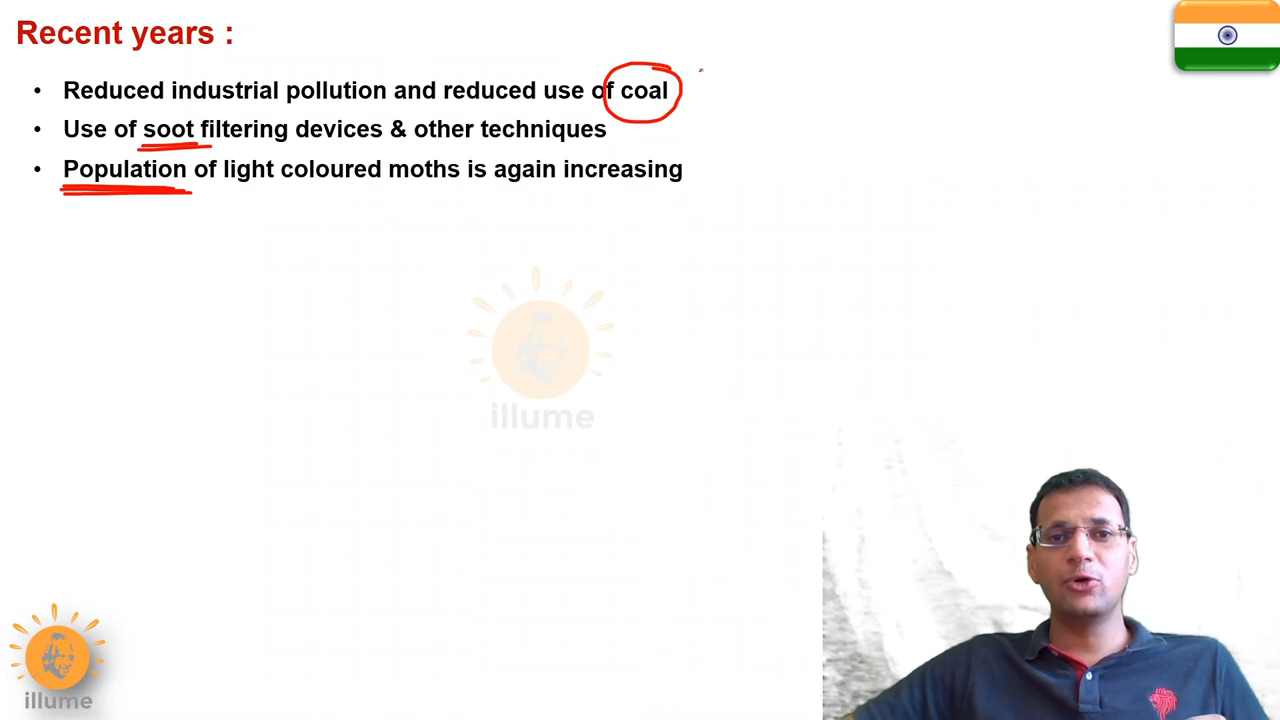 Recent years :
• Reduced industrial pollution and reduced use of coal
• Use of soot filtering devices & other techniques
• Population of light coloured moths is again increasing
illume
illume